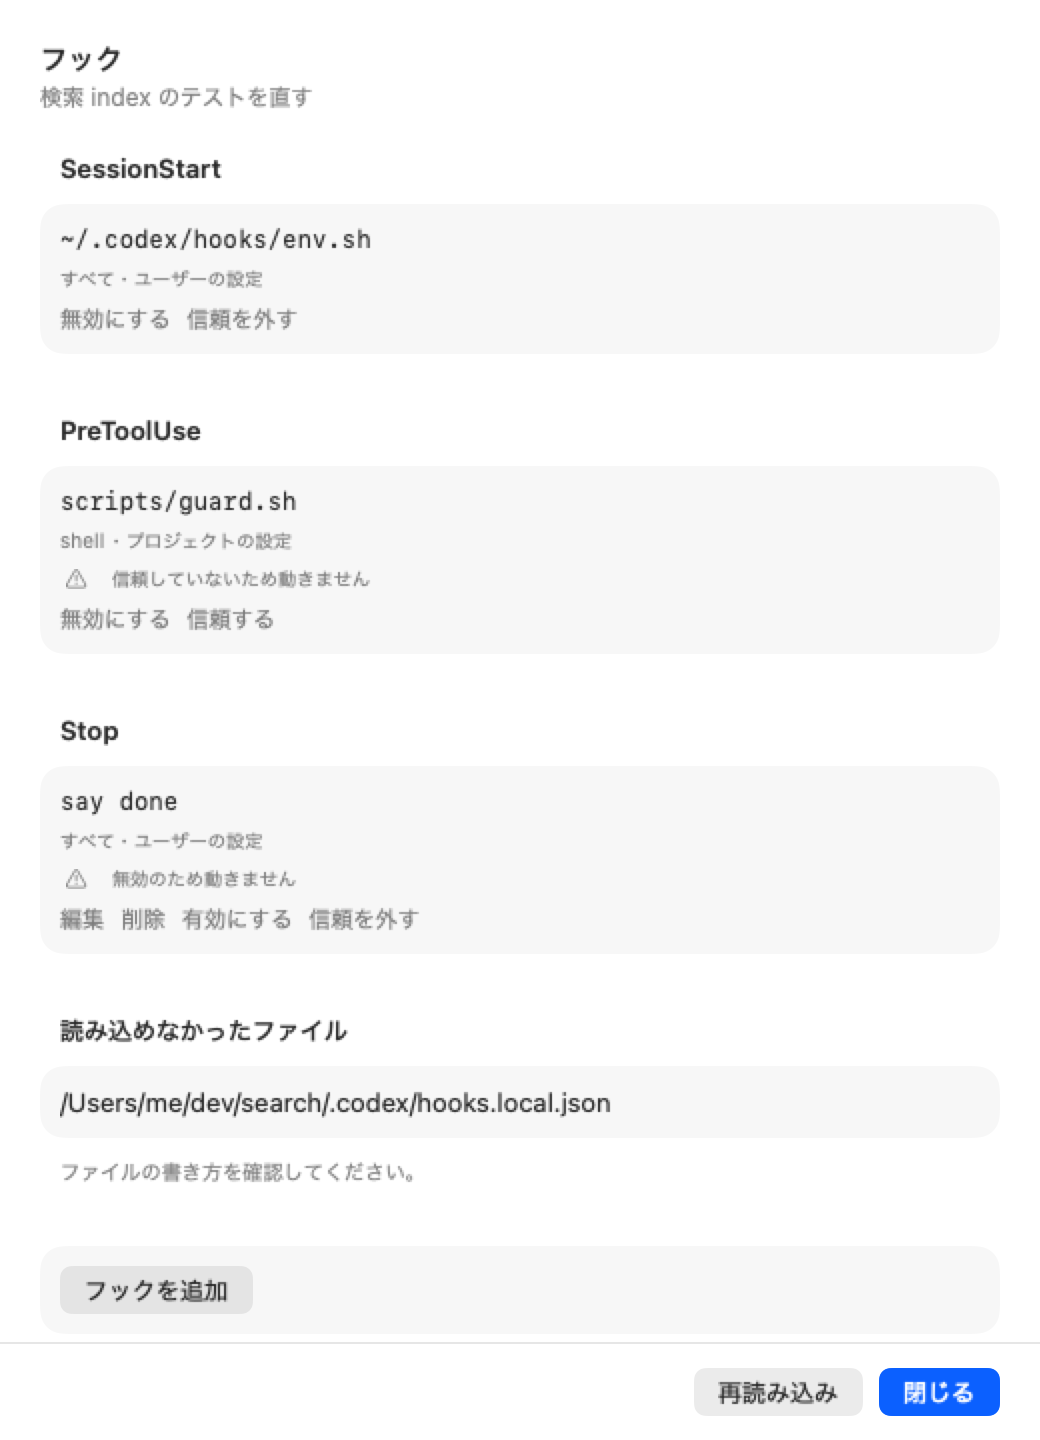 フック
検索 index のテストを直す
SessionStart
~/.codex/hooks/env.sh
すべて・ユーザーの設定
無効にする 信頼を外す
PreToolUse
scripts/guard.sh
shell・プロジェクトの設定
信頼していないため動きません
無効にする 信頼する
Stop
say done
すべて・ユーザーの設定
無効のため動きません
編集 削除 有効にする 信頼を外す
読み込めなかったファイル
/Users/me/dev/search/.codex/hooks.local.json
ファイルの書き方を確認してください。
フックを追加
再読み込み 閉じる